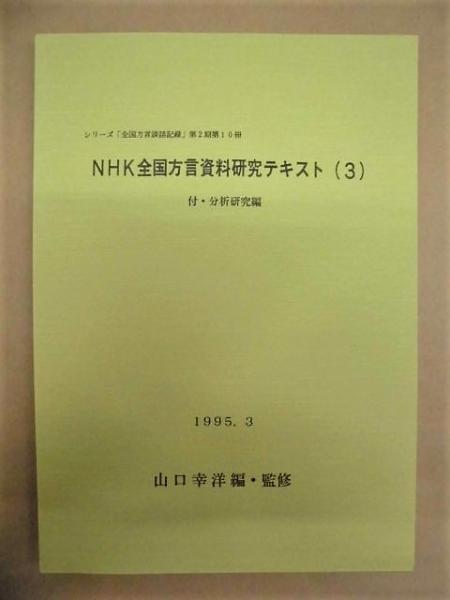 シリーズ「全国方言談話記録」第2期第10冊
NHK全国方言資料研究テキスト(3)
付・分析研究編
1995.3
山口幸洋編・監修